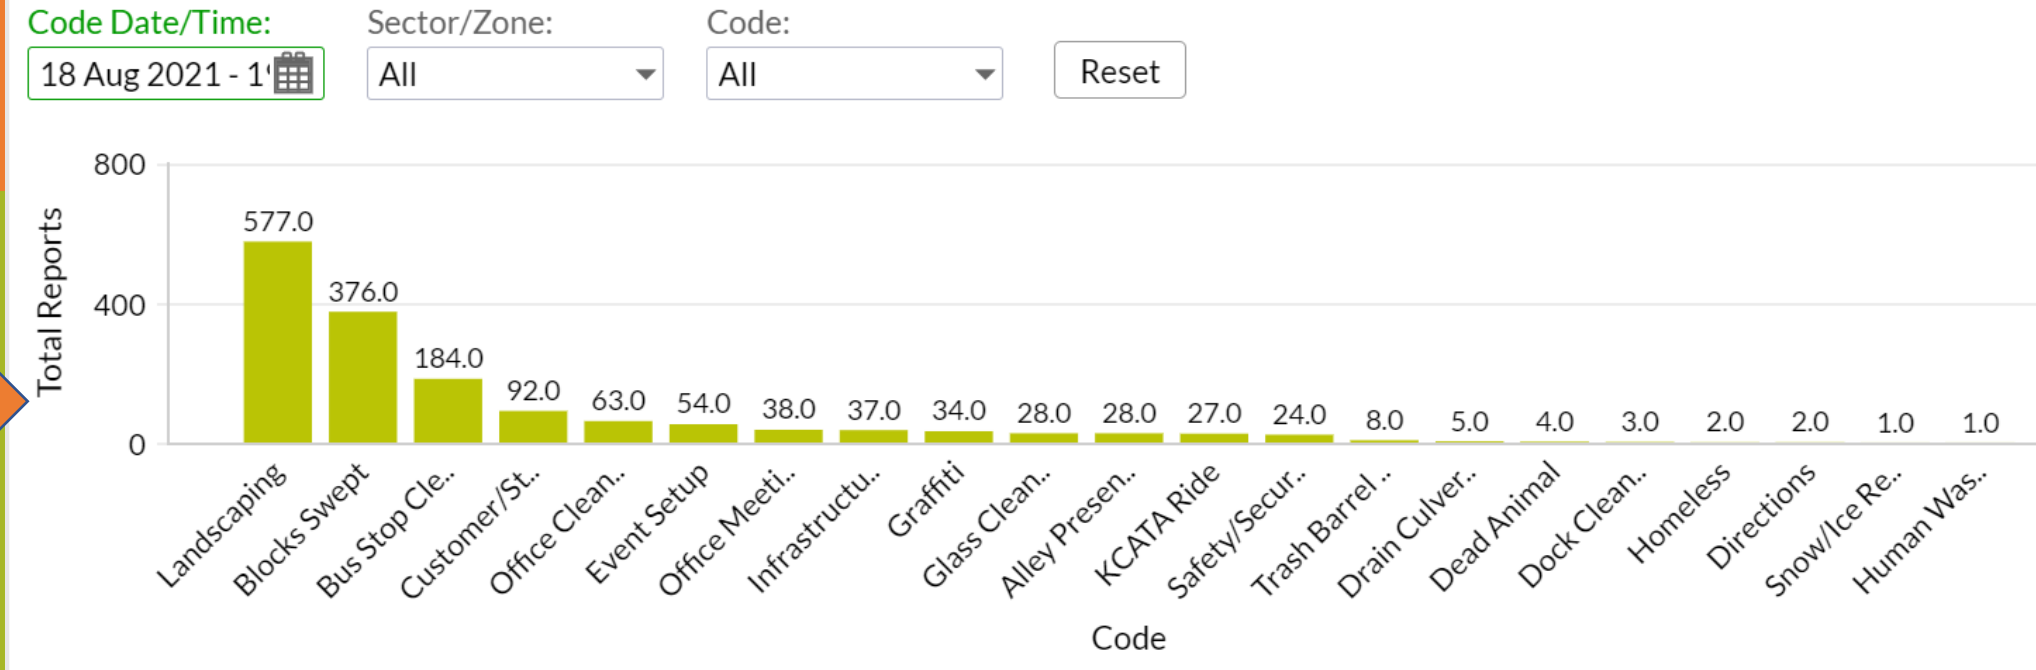 Code Date/Time: Sector/Zone: Code:
18 Aug 2021 - 1 All All Reset
800
400
0
Total Reports
577.0 376.0 184.0 92.0 63.0 54.0 38.0 37.0 34.0 28.0 28.0 27.0 24.0 8.0 5.0 4.0 3.0 2.0 2.0 1.0 1.0
Landscaping
Blocks Swept
Bus Stop Cle..
Customer/St..
Office Clean..
Event Setup
Office Meeti..
Infrastructu..
Graffiti
Glass Clean..
Alley Presen..
KCATA Ride
Safety/Secur..
Trash Barrel ..
Drain Culver..
Dead Animal
Dock Clean..
Homeless
Directions
Snow/Ice Re..
Human Was..
Code